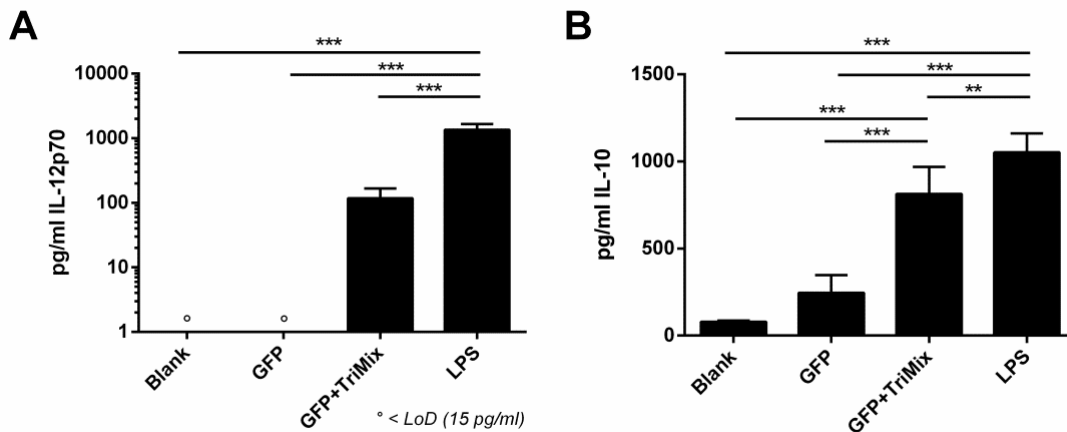 A
***
***
***
10000
1000
100
10
1
pg/ml IL-12p70
°
°
Blank
GFP
GFP+TriMix
LPS
° < LoD (15 pg/ml)
B
***
***
**
***
***
1500
1000
500
0
pg/ml IL-10
Blank
GFP
GFP+TriMix
LPS